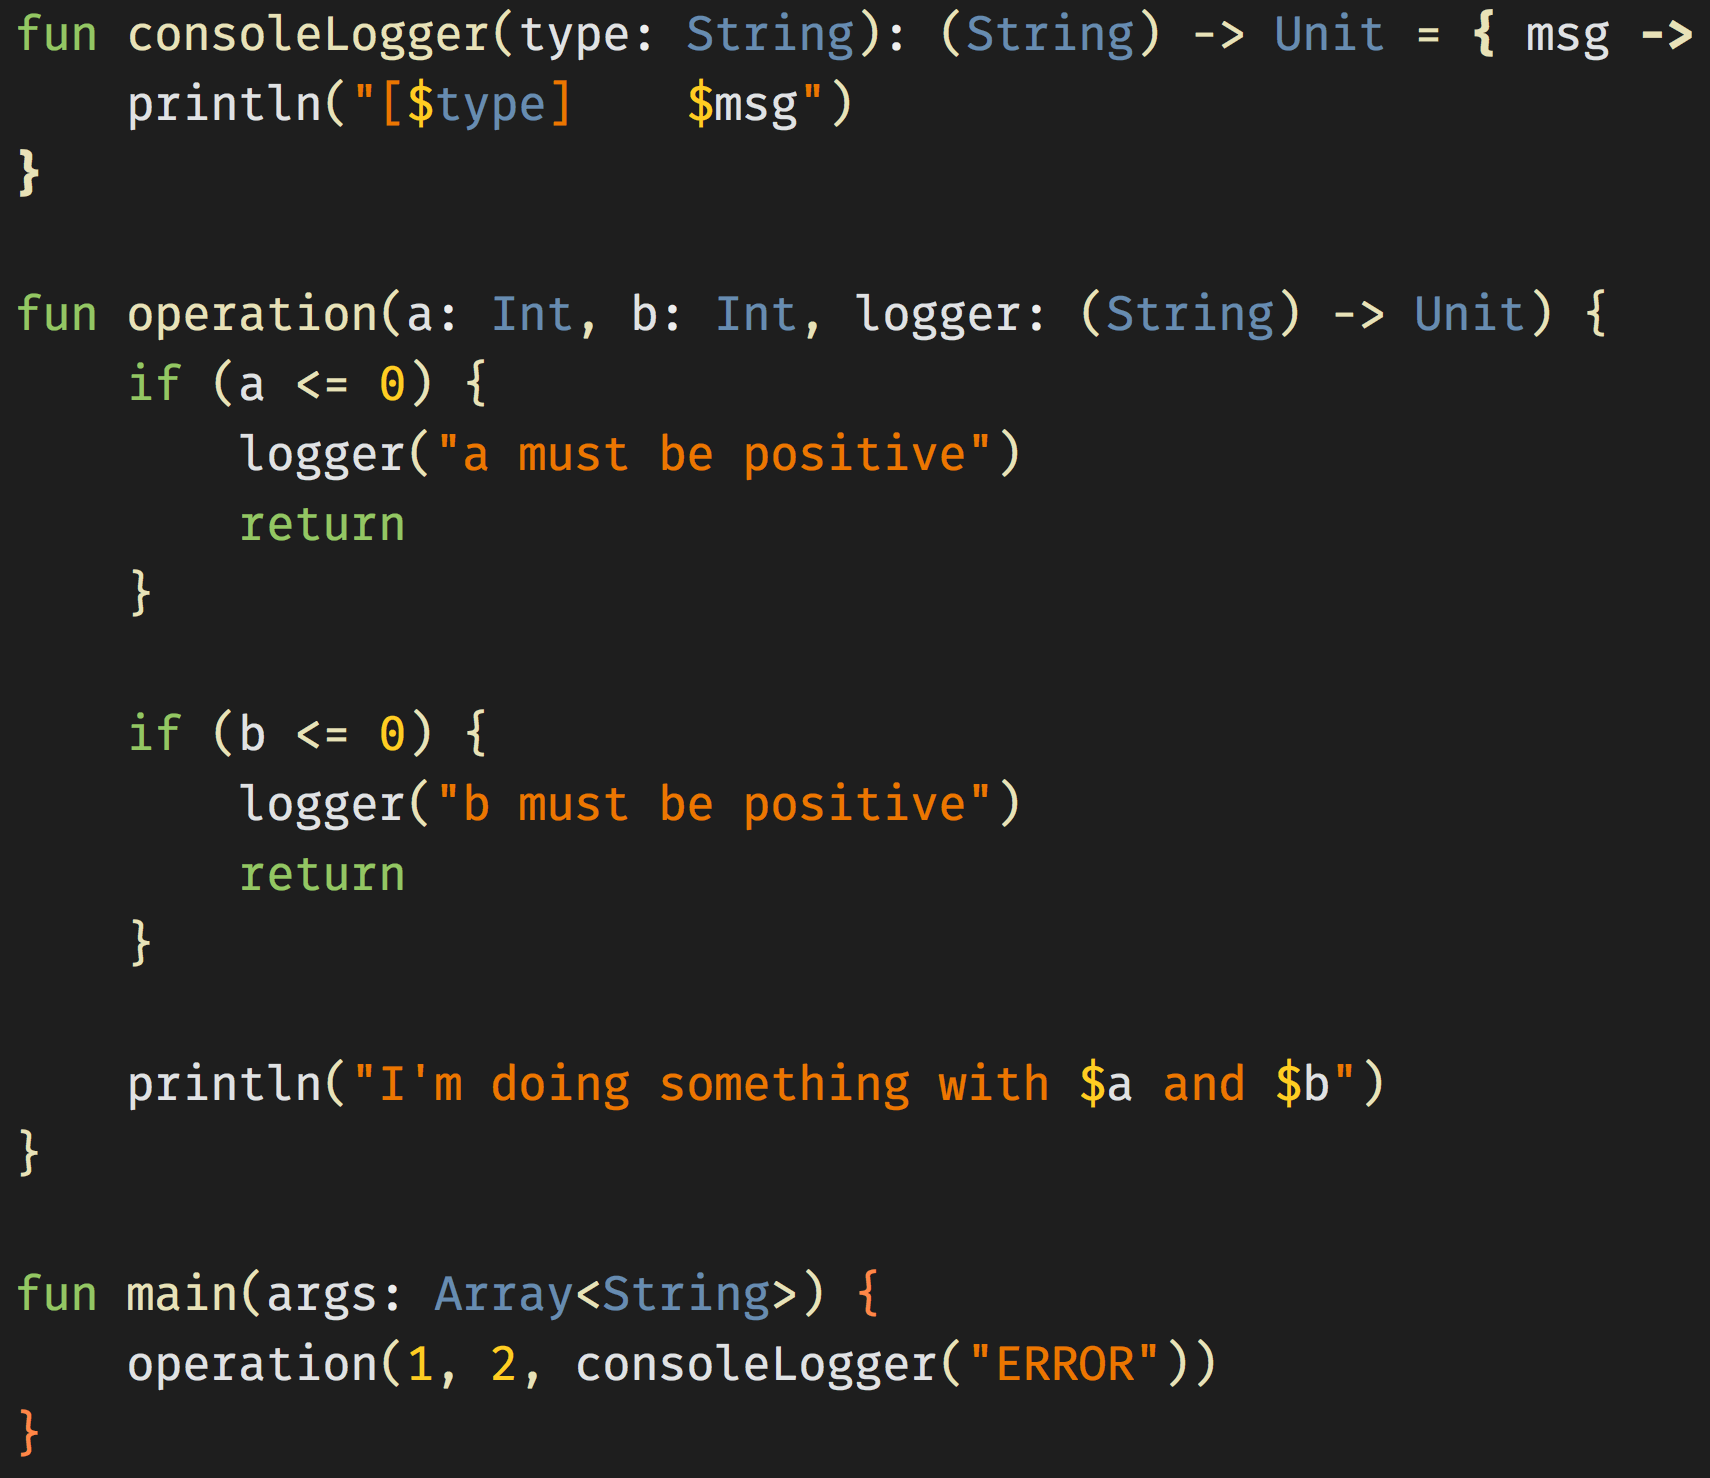 fun consoleLogger(type: String): (String) -> Unit = { msg ->
    println("[$type]    $msg")
}

fun operation(a: Int, b: Int, logger: (String) -> Unit) {
    if (a <= 0) {
        logger("a must be positive")
        return
    }

    if (b <= 0) {
        logger("b must be positive")
        return
    }

    println("I'm doing something with $a and $b")
}

fun main(args: Array<String>) {
    operation(1, 2, consoleLogger("ERROR"))
}